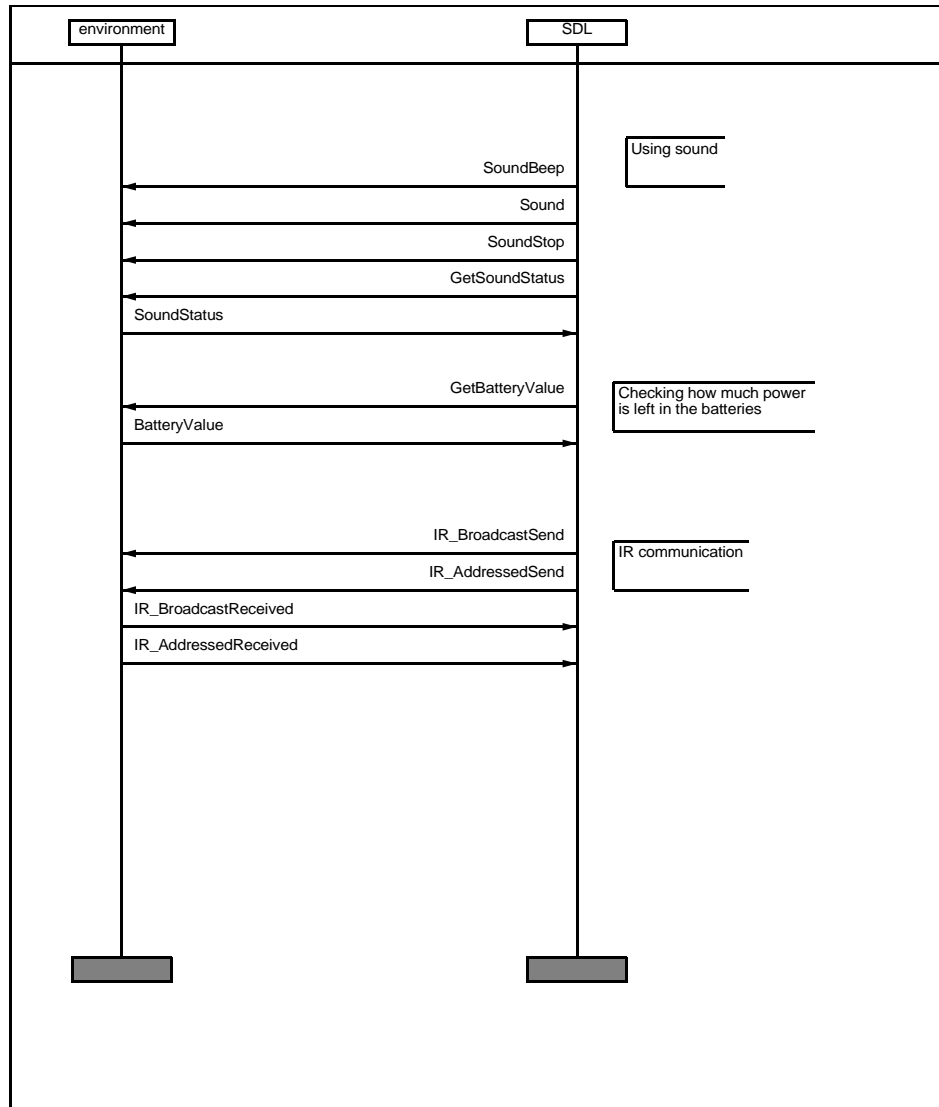 environment
SDL
Using sound
SoundBeep
Sound
SoundStop
GetSoundStatus
SoundStatus
GetBatteryValue
Checking how much power
is left in the batteries
BatteryValue
IR_BroadcastSend
IR communication
IR_AddressedSend
IR_BroadcastReceived
IR_AddressedReceived